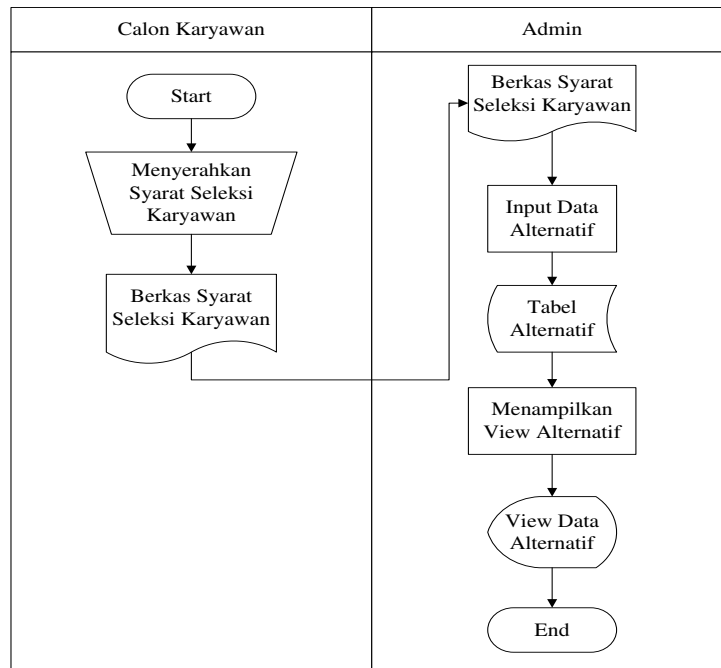 Calon Karyawan
Admin
Start
Menyerahkan
Syarat Seleksi
Karyawan
Berkas Syarat
Seleksi Karyawan
Berkas Syarat
Seleksi Karyawan
Input Data
Alternatif
Tabel
Alternatif
Menampilkan
View Alternatif
View Data
Alternatif
End